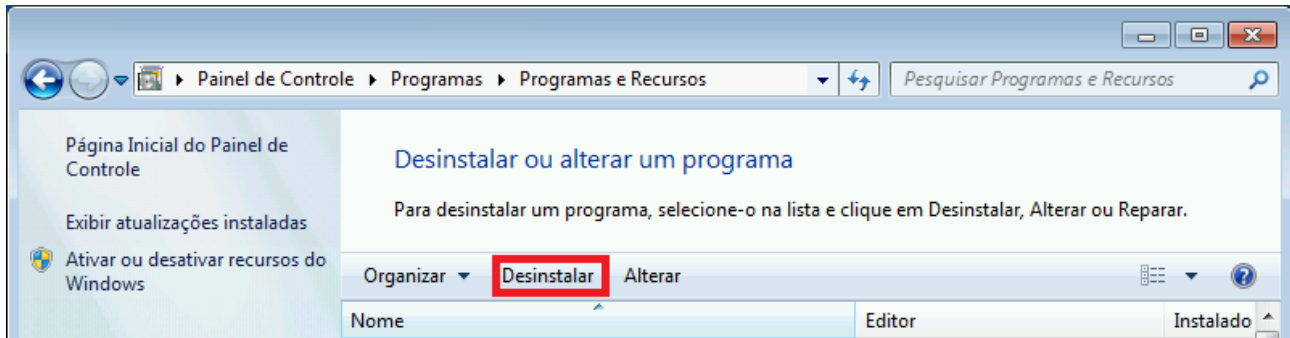 Painel de Controle Programas Programas e Recursos Pesquisar Programas e Recursos
Página Inicial do Painel de
Controle
Exibir atualizações instaladas
Ativar ou desativar recursos do
Windows
Desinstalar ou alterar um programa
Para desinstalar um programa, selecione-o na lista e clique em Desinstalar, Alterar ou Reparar.
Organizar Desinstalar Alterar
Nome Editor Instalado